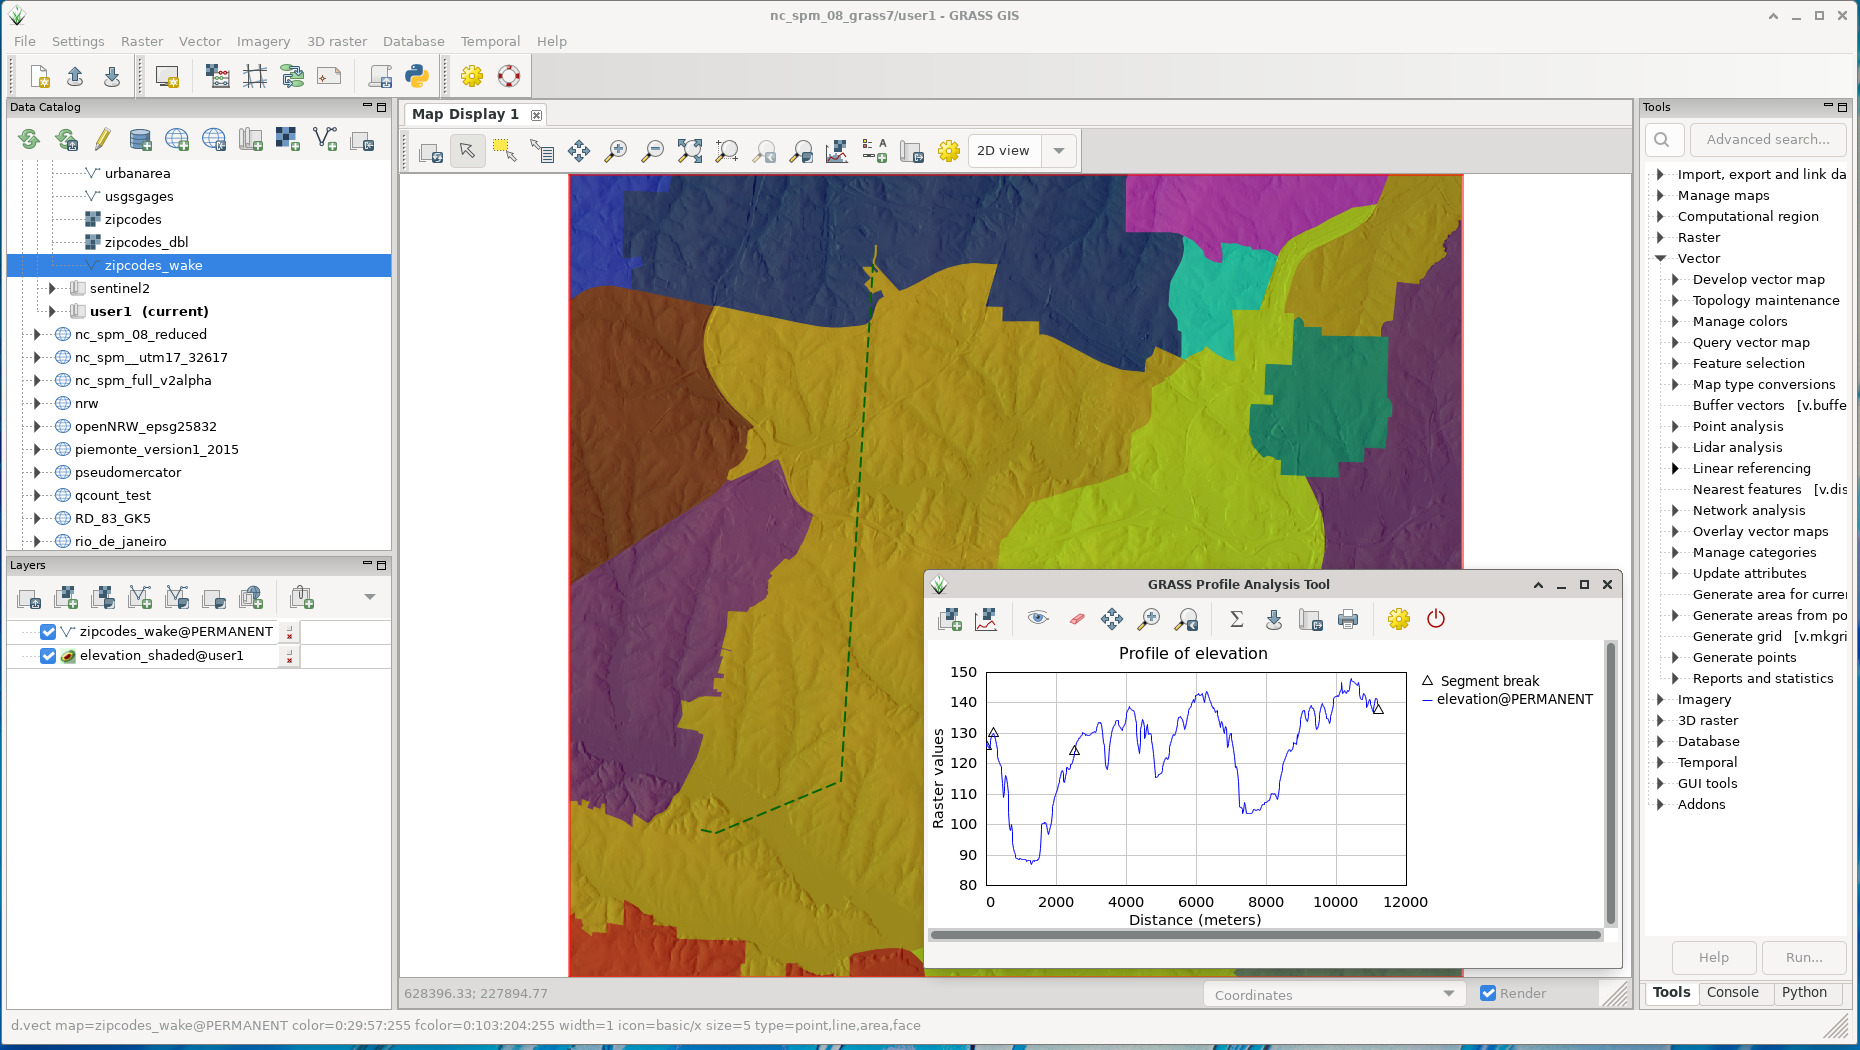 nc_spm_08_grass7/user1 - GRASS GIS
File Settings Raster Vector Imagery 3D raster Database Temporal Help
Data Catalog
urbanarea
usgsgages
zipcodes
zipcodes_dbl
zipcodes_wake
sentinel2
user1 (current)
nc_spm_08_reduced
nc_spm__utm17_32617
nc_spm_full_v2alpha
nrw
openNRW_epsg25832
piemonte_version1_2015
pseudomercator
qcount_test
RD_83_GK5
rio_de_janeiro
Layers
zipcodes_wake@PERMANENT
elevation_shaded@user1
Map Display 1
2D view
GRASS Profile Analysis Tool
Profile of elevation
150
140
130
120
110
100
90
80
Raster values
0 2000 4000 6000 8000 10000 12000
Distance (meters)
Segment break
elevation@PERMANENT
628396.33; 227894.77
Coordinates
Render
Tools
Advanced search...
Import, export and link da
Manage maps
Computational region
Raster
Vector
Develop vector map
Topology maintenance
Manage colors
Query vector map
Feature selection
Map type conversions
Buffer vectors [v.buffe
Point analysis
Lidar analysis
Linear referencing
Nearest features [v.dis
Network analysis
Overlay vector maps
Manage categories
Update attributes
Generate area for currer
Generate areas from po
Generate grid [v.mkgri
Generate points
Reports and statistics
Imagery
3D raster
Database
Temporal
GUI tools
Addons
Help Run...
Tools Console Python
d.vect map=zipcodes_wake@PERMANENT color=0:29:57:255 fcolor=0:103:204:255 width=1 icon=basic/x size=5 type=point,line,area,face